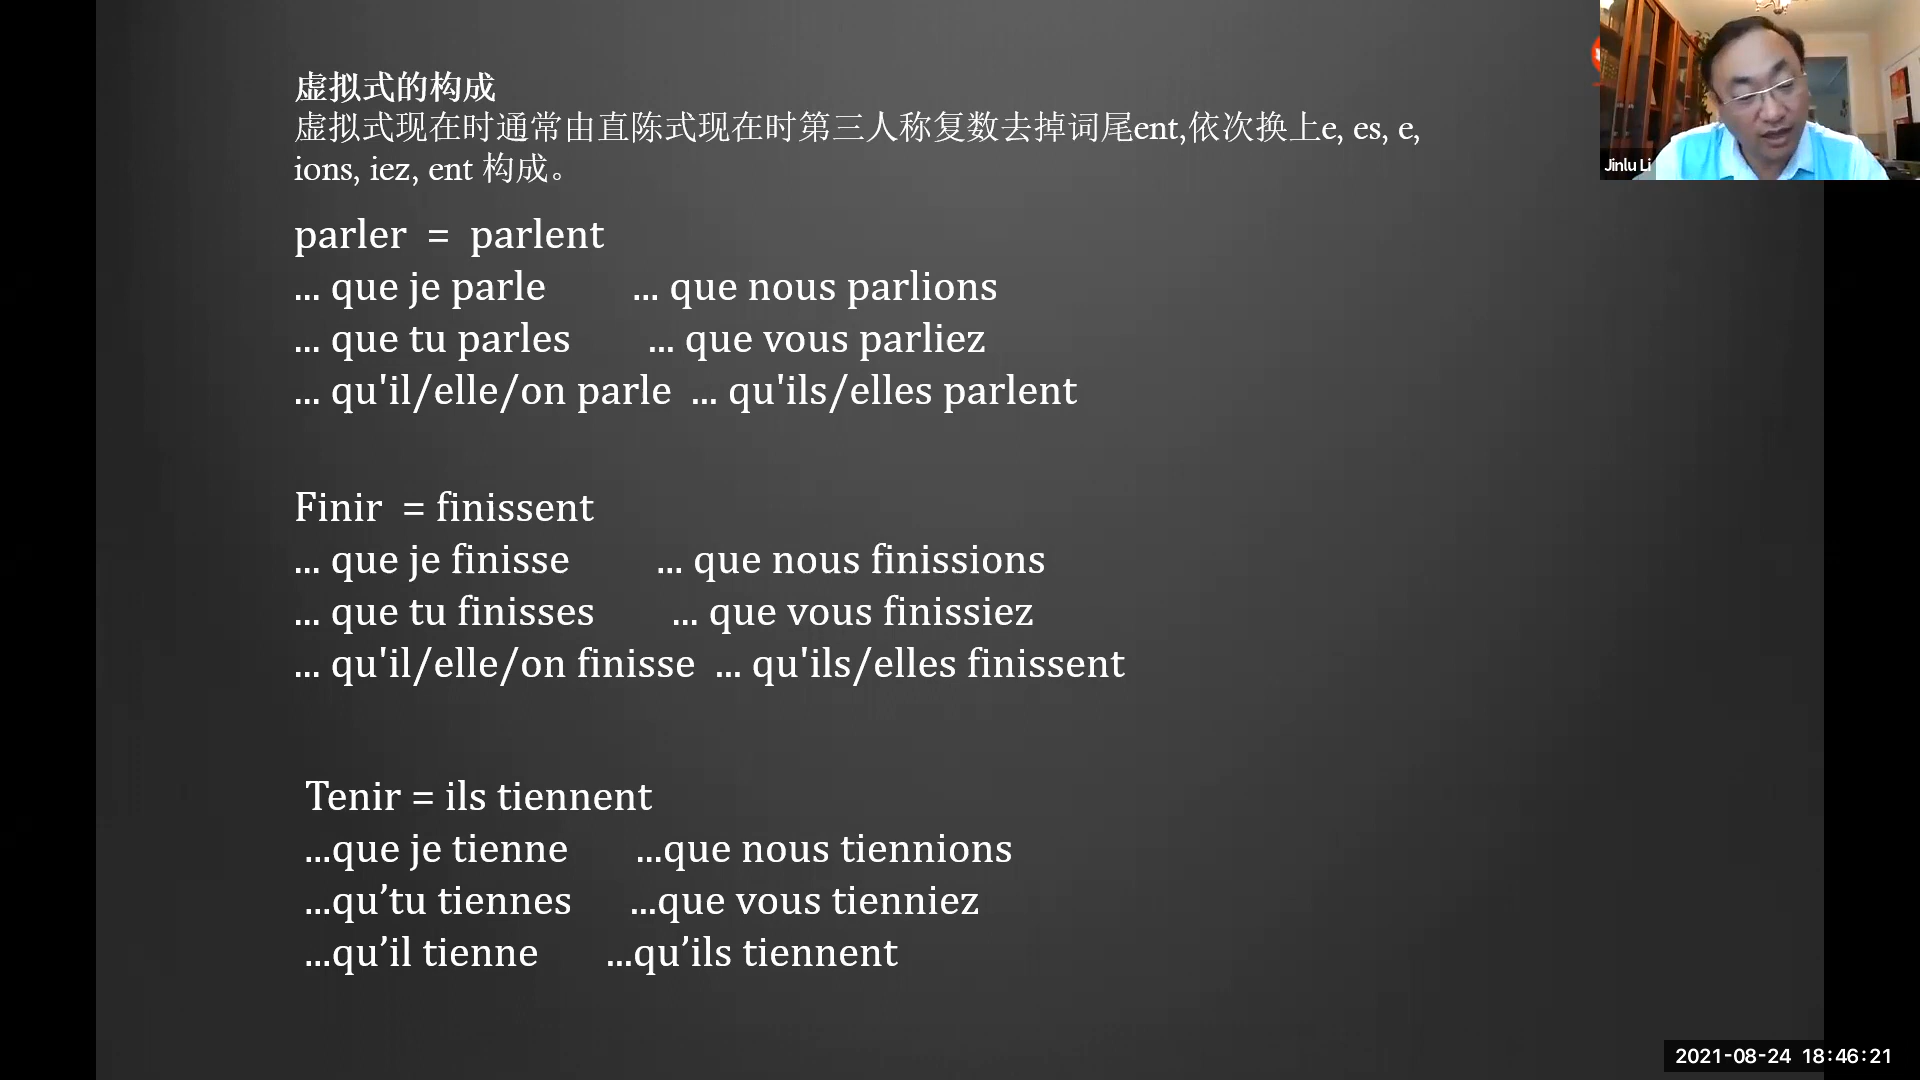 虚拟式的构成
虚拟式现在时通常由直陈式现在时第三人称复数去掉词尾ent,依次换上e, es, e,
ions, iez, ent 构成。
parler = parlent
... que je parle ... que nous parlions
... que tu parles ... que vous parliez
... qu'il/elle/on parle ... qu'ils/elles parlent
Finir = finissent
... que je finisse ... que nous finissions
... que tu finisses ... que vous finissiez
... qu'il/elle/on finisse ... qu'ils/elles finissent
Tenir = ils tiennent
...que je tienne ...que nous tiennions
...qu’tu tiennes ...que vous tienniez
...qu’il tienne ...qu’ils tiennent
Jinlu Li
2021-08-24 18:46:21